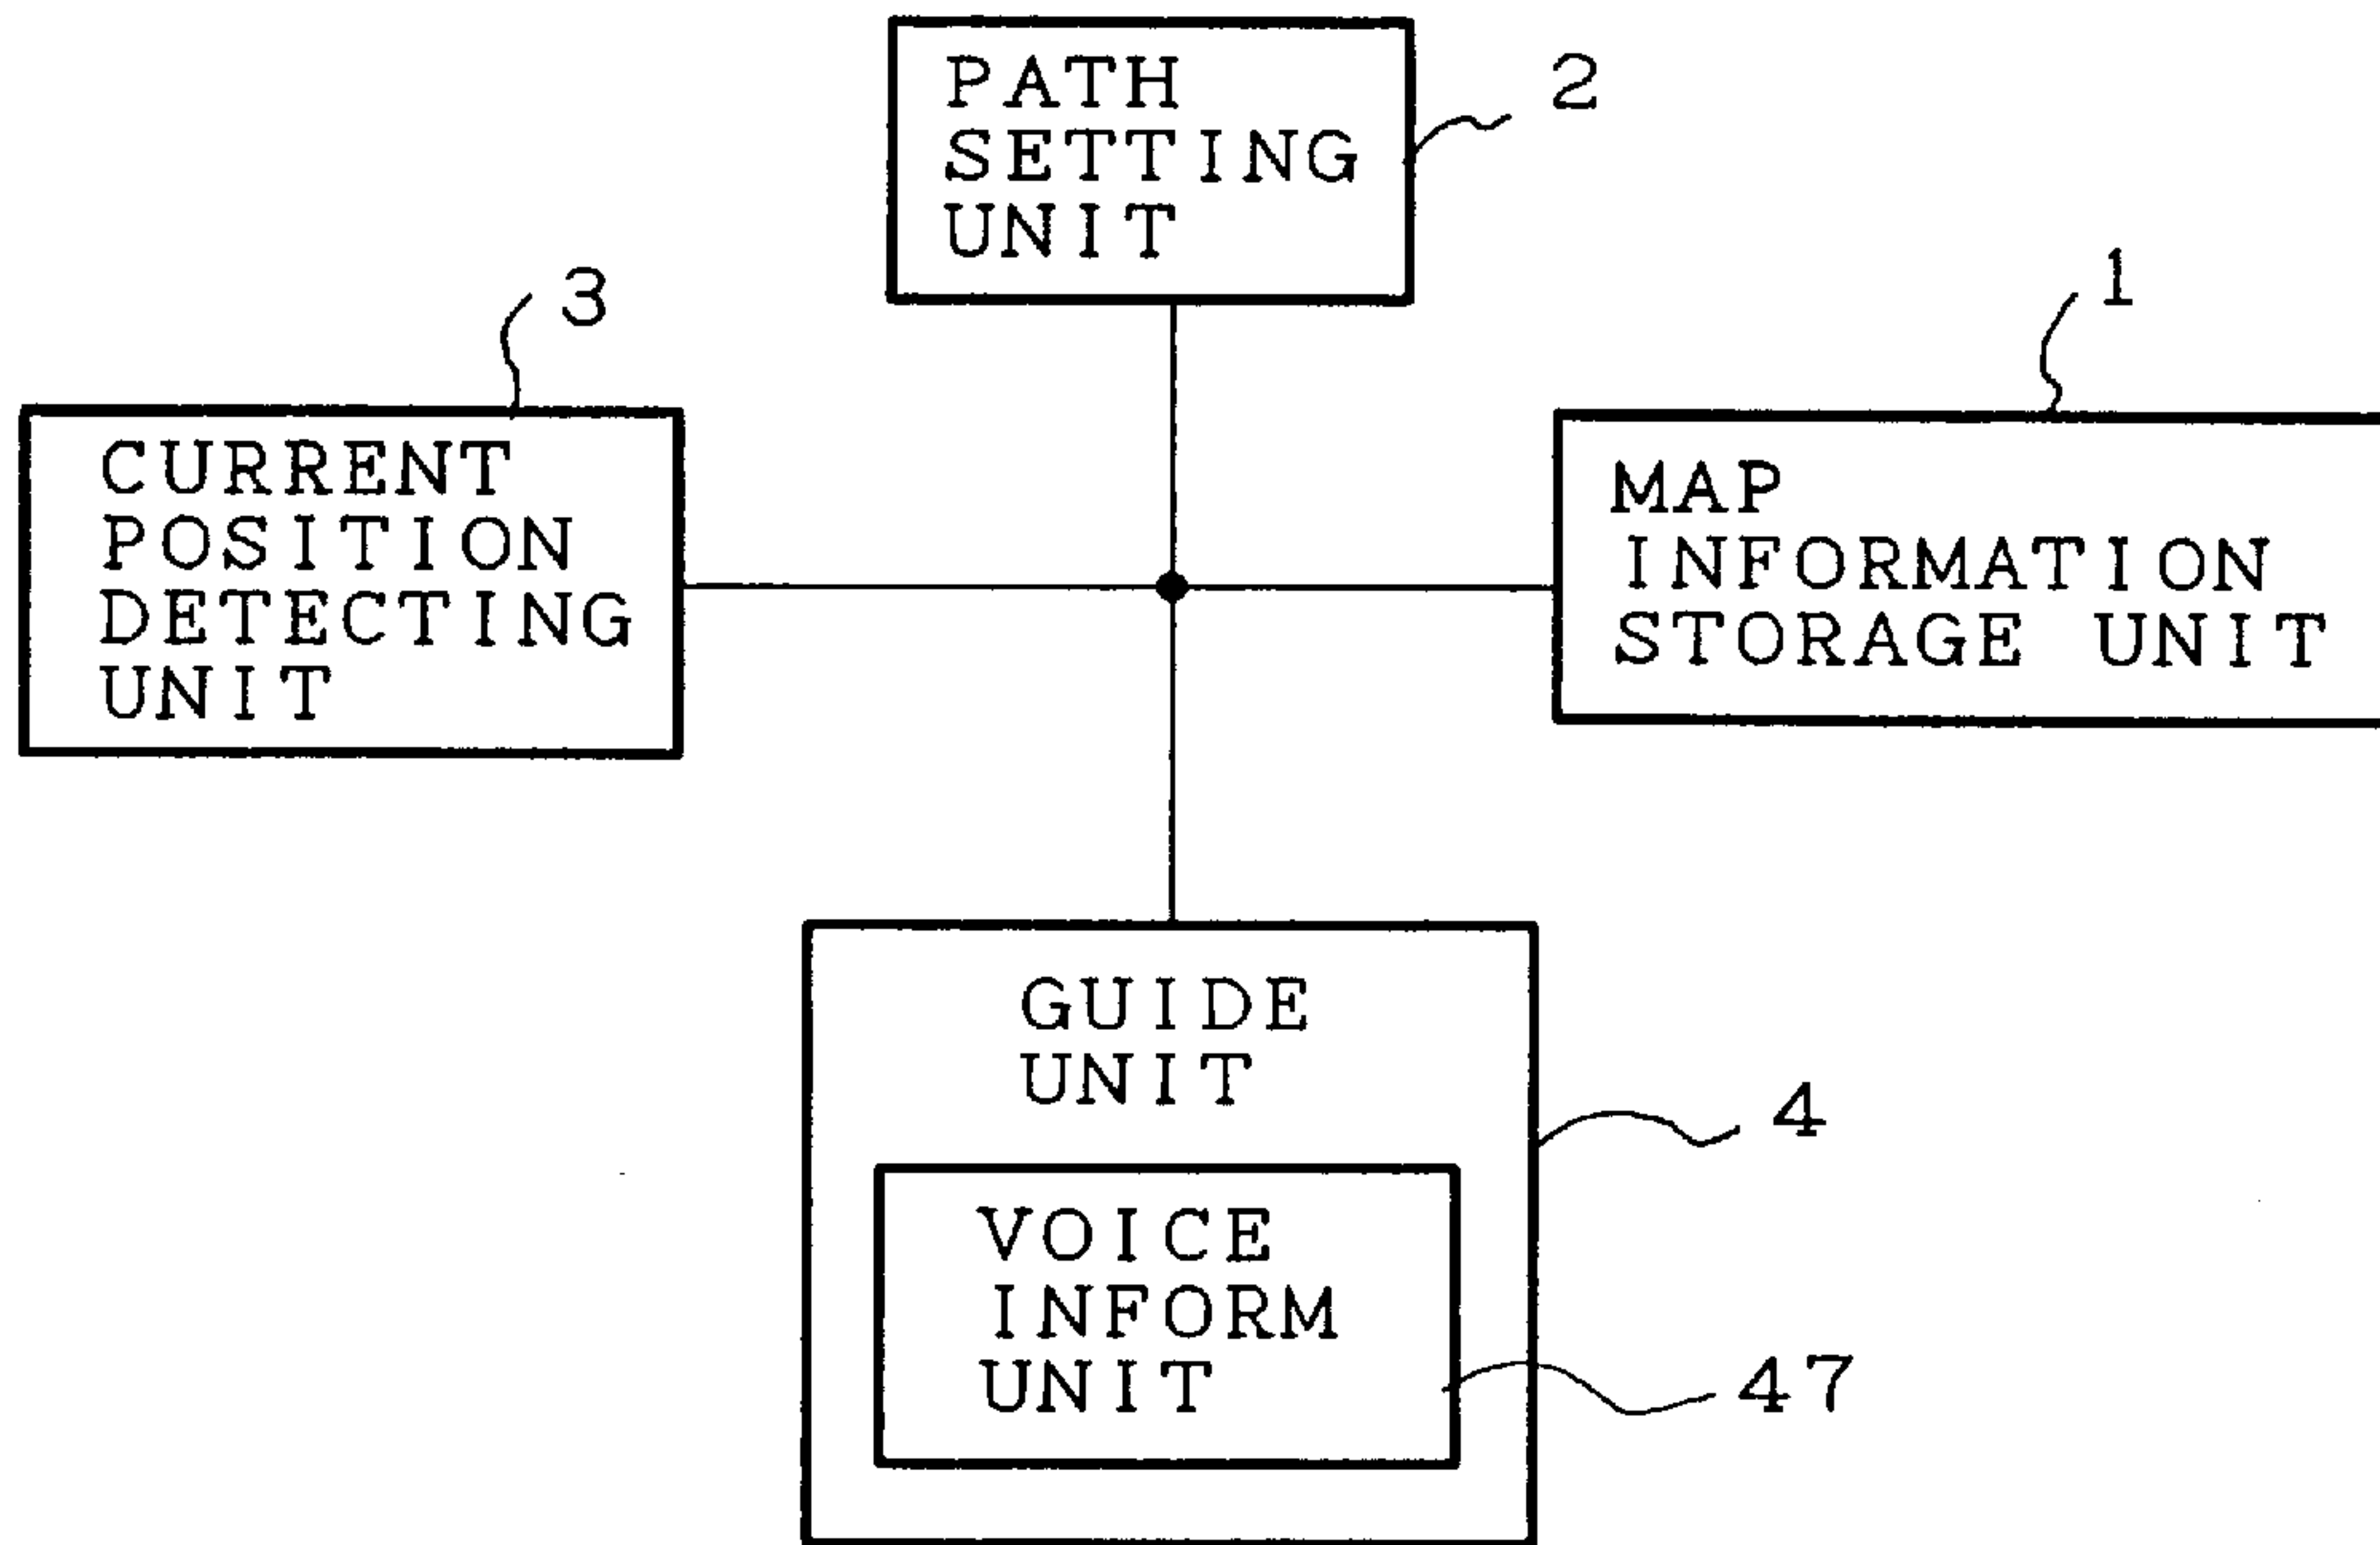 PATH
SETTING
UNIT
2
3
1
CURRENT
POSITION
DETECTING
UNIT
MAP
INFORMATION
STORAGE UNIT
GUIDE
UNIT
4
VOICE
INFORM
UNIT
47